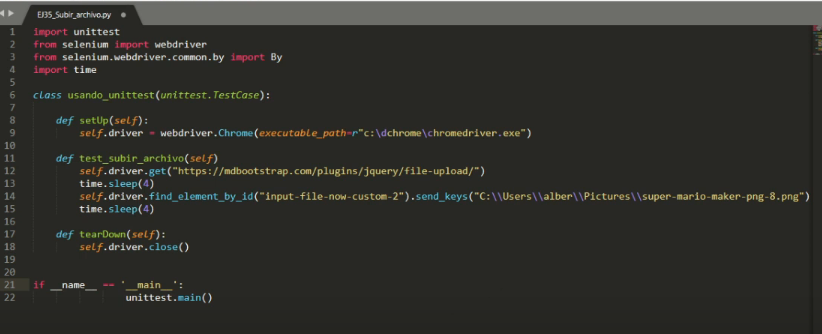 EJ35_Subir_archivo.py
1 import unittest
2 from selenium import webdriver
3 from selenium.webdriver.common.by import By
4 import time
5
6 class usando_unittest(unittest.TestCase):
7
8 def setUp(self):
9 self.driver = webdriver.Chrome(executable_path=r"c:\dchrome\chromedriver.exe")
10
11 def test_subir_archivo(self)
12 self.driver.get("https://mdbootstrap.com/plugins/jquery/file-upload/")
13 time.sleep(4)
14 self.driver.find_element_by_id("input-file-now-custom-2").send_keys("C:\\Users\\alber\\Pictures\\super-mario-maker-png-8.png")
15 time.sleep(4)
16
17 def tearDown(self):
18 self.driver.close()
19
20
21 if __name__ == '__main__':
22 unittest.main()